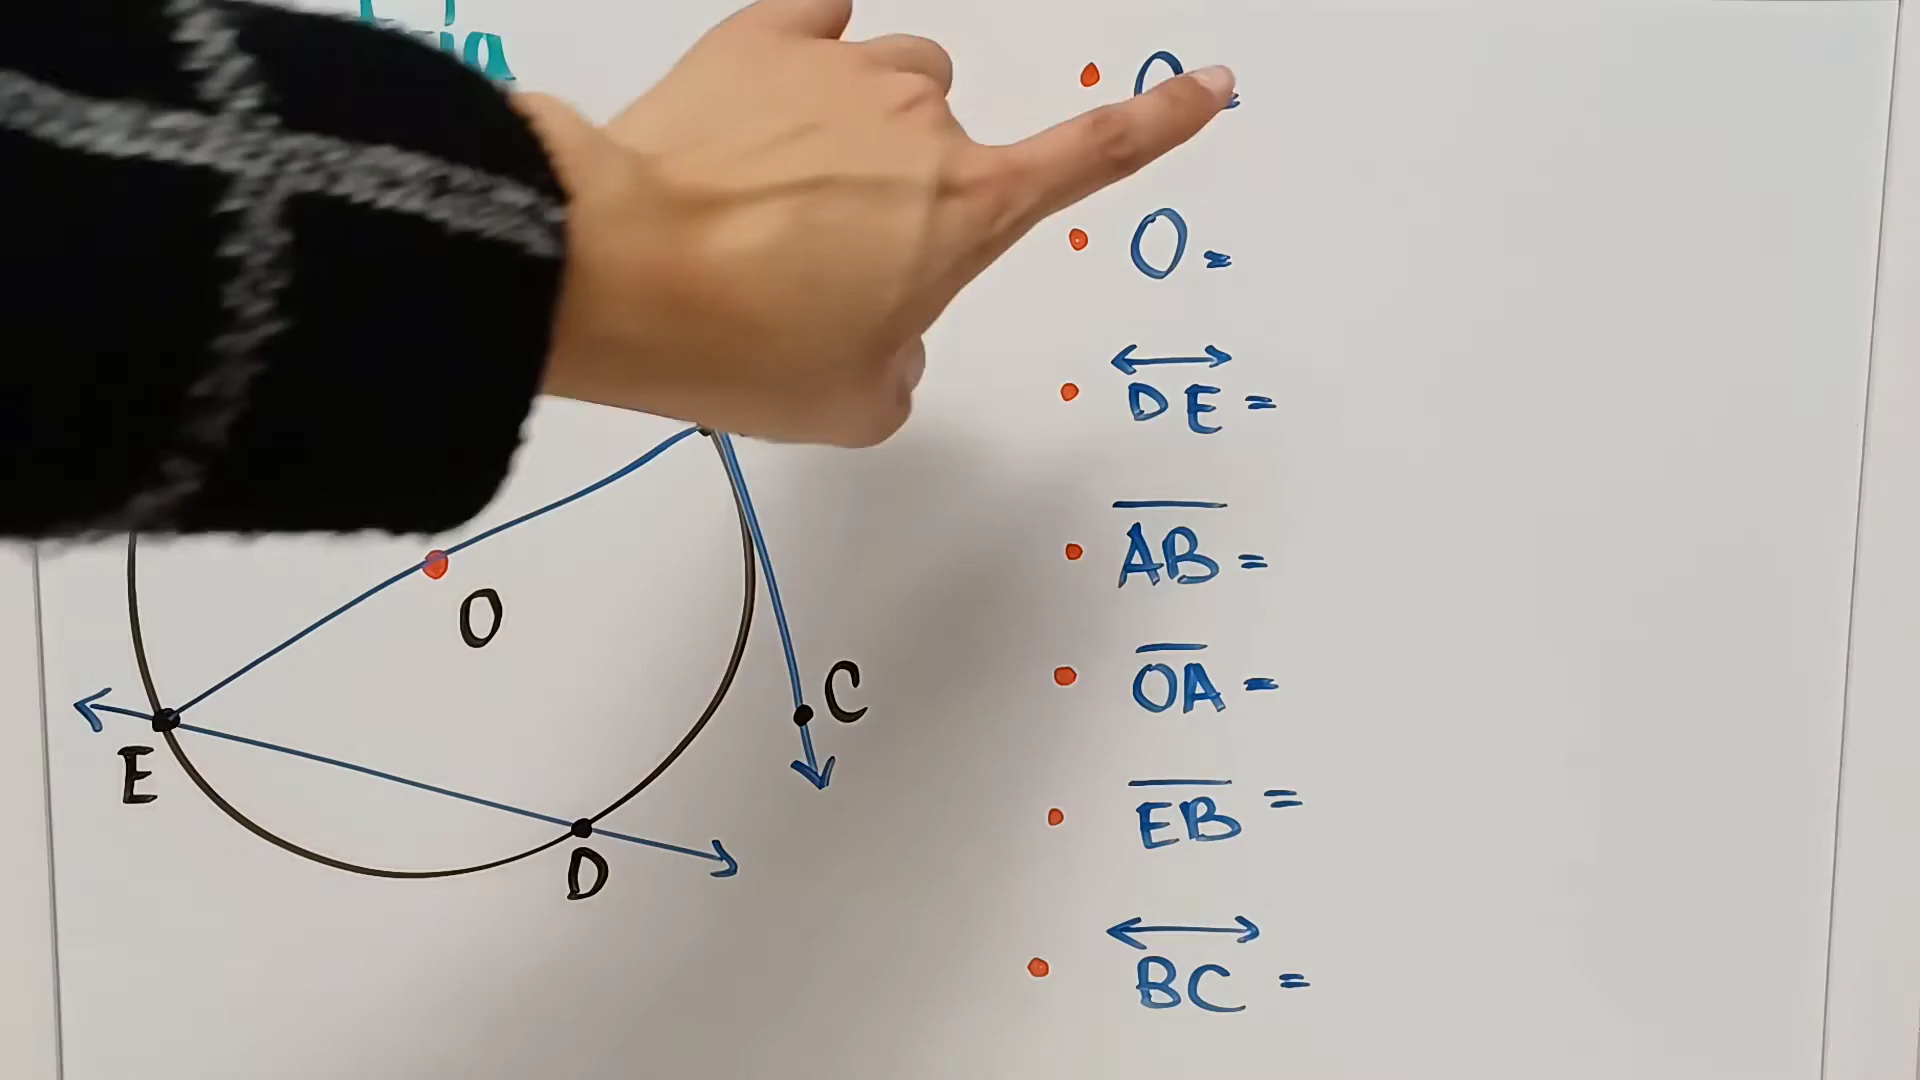 O
E
D
C
O =
DE =
AB =
OA =
EB =
BC =